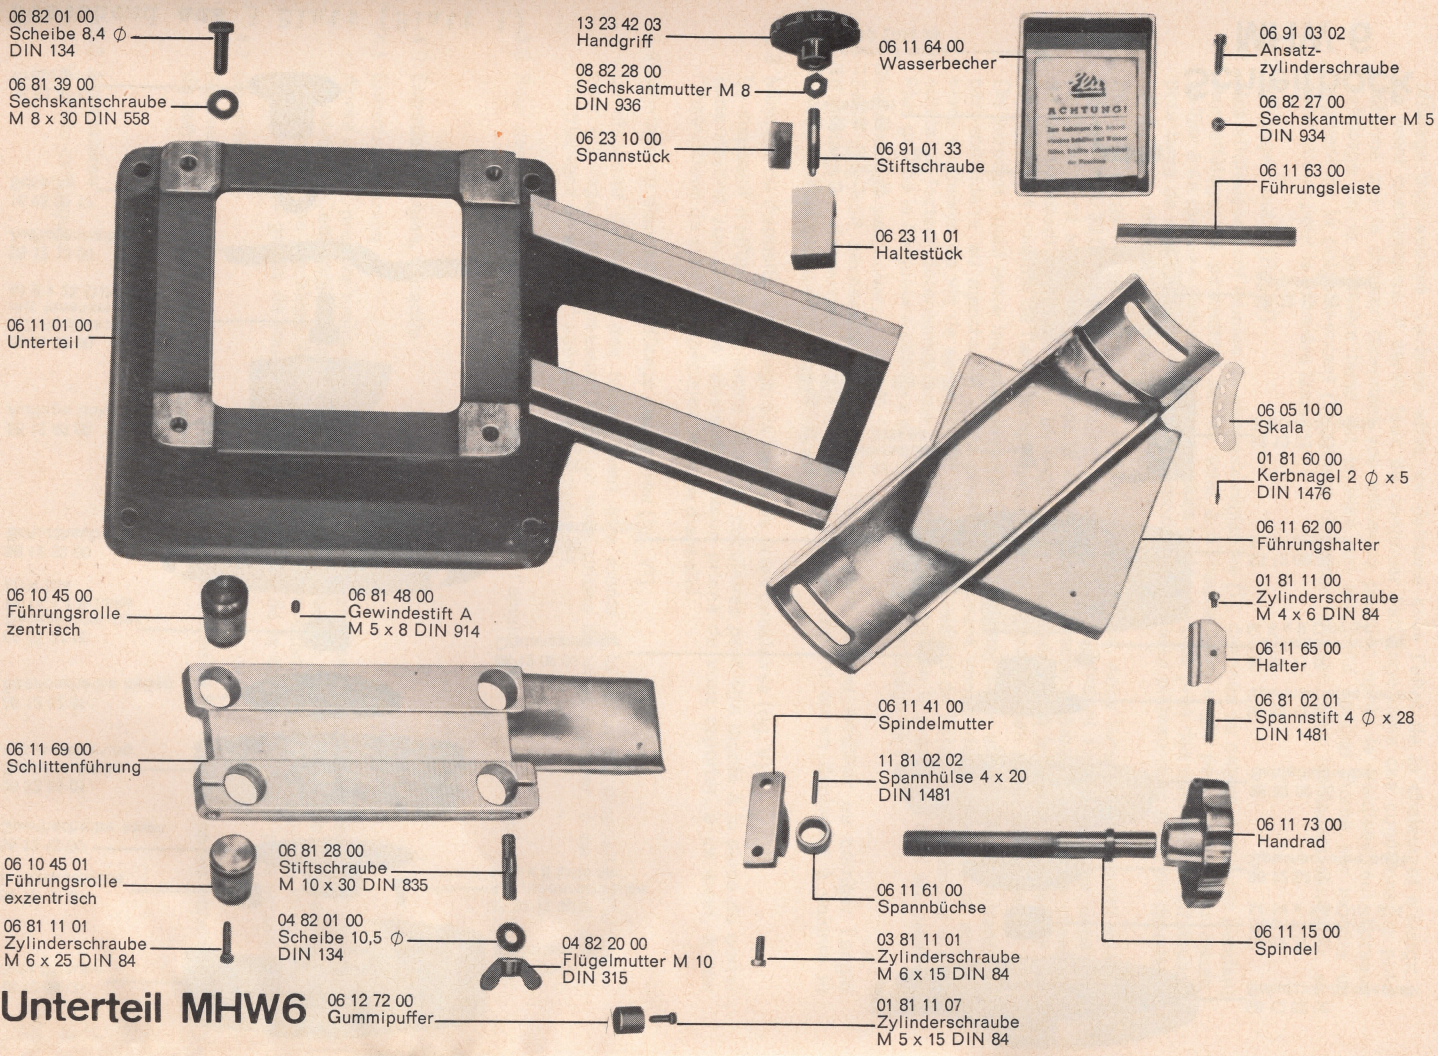 06 82 01 00
Scheibe 8,4 ∅
DIN 134
06 81 39 00
Sechskantschraube
M 8 x 30 DIN 558
06 11 01 00
Unterteil
06 10 45 00
Führungsrolle
zentrisch
06 81 48 00
Gewindestift A
M 5 x 8 DIN 914
06 11 69 00
Schlittenführung
06 10 45 01
Führungsrolle
exzentrisch
06 81 11 01
Zylinderschraube
M 6 x 25 DIN 84
06 81 28 00
Stiftschraube
M 10 x 30 DIN 835
04 82 01 00
Scheibe 10,5 ∅
DIN 134
04 82 20 00
Flügelmutter M 10
DIN 315
Unterteil MHW6
06 12 72 00
Gummipuffer
13 23 42 03
Handgriff
08 82 28 00
Sechskantmutter M 8
DIN 936
06 23 10 00
Spannstück
06 91 01 33
Stiftschraube
06 23 11 01
Haltestück
06 11 64 00
Wasserbecher
ACHTUNG!
06 91 03 02
Ansatz-
zylinderschraube
06 82 27 00
Sechskantmutter M 5
DIN 934
06 11 63 00
Führungsleiste
06 05 10 00
Skala
01 81 60 00
Kerbnagel 2 ∅ x 5
DIN 1476
06 11 62 00
Führungshalter
01 81 11 00
Zylinderschraube
M 4 x 6 DIN 84
06 11 65 00
Halter
06 81 02 01
Spannstift 4 ∅ x 28
DIN 1481
06 11 41 00
Spindelmutter
11 81 02 02
Spannhülse 4 x 20
DIN 1481
06 11 61 00
Spannbüchse
03 81 11 01
Zylinderschraube
M 6 x 15 DIN 84
01 81 11 07
Zylinderschraube
M 5 x 15 DIN 84
06 11 73 00
Handrad
06 11 15 00
Spindel